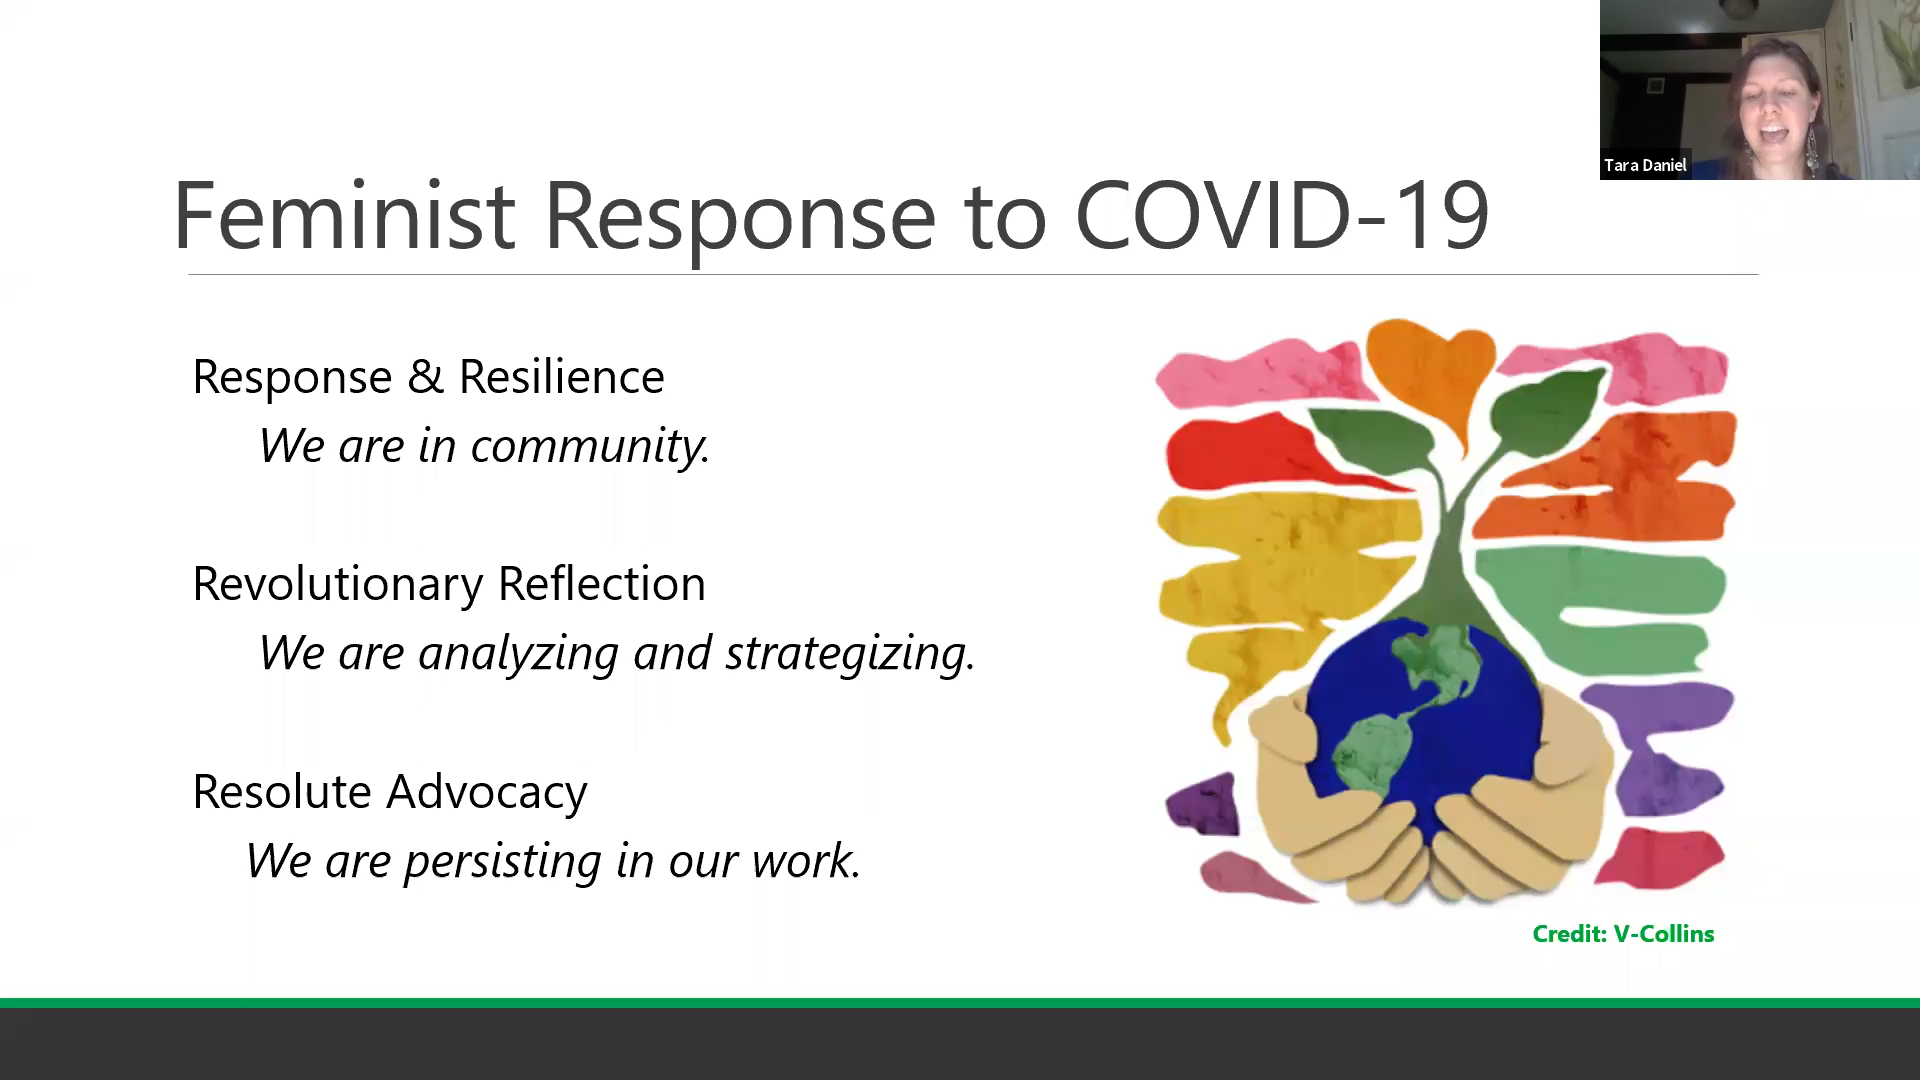 Tara Daniel
Feminist Response to COVID-19
Response & Resilience
We are in community.
Revolutionary Reflection
We are analyzing and strategizing.
Resolute Advocacy
We are persisting in our work.
Credit: V-Collins